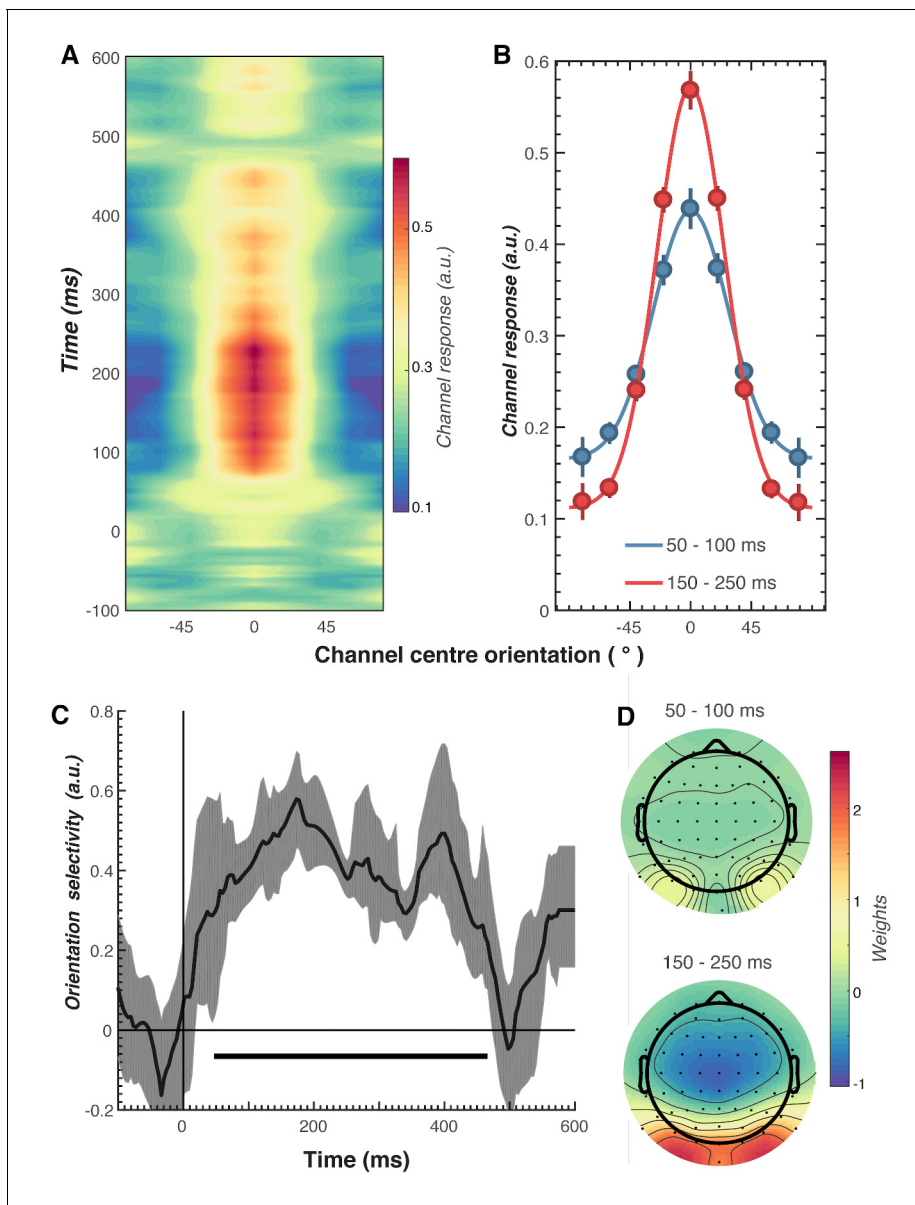 A
600
500
400
300
200
100
0
-100
Time (ms)
-45
0
45
0.5
0.3
0.1
Channel response (a.u.)
B
0.6
0.5
0.4
0.3
0.2
0.1
0
Channel response (a.u.)
50 - 100 ms
150 - 250 ms
-45
0
45
Channel centre orientation ( ° )
C
0.8
0.6
0.4
0.2
0
-0.2
Orientation selectivity (a.u.)
0
200
400
600
Time (ms)
D
50 - 100 ms
150 - 250 ms
2
1
0
-1
Weights